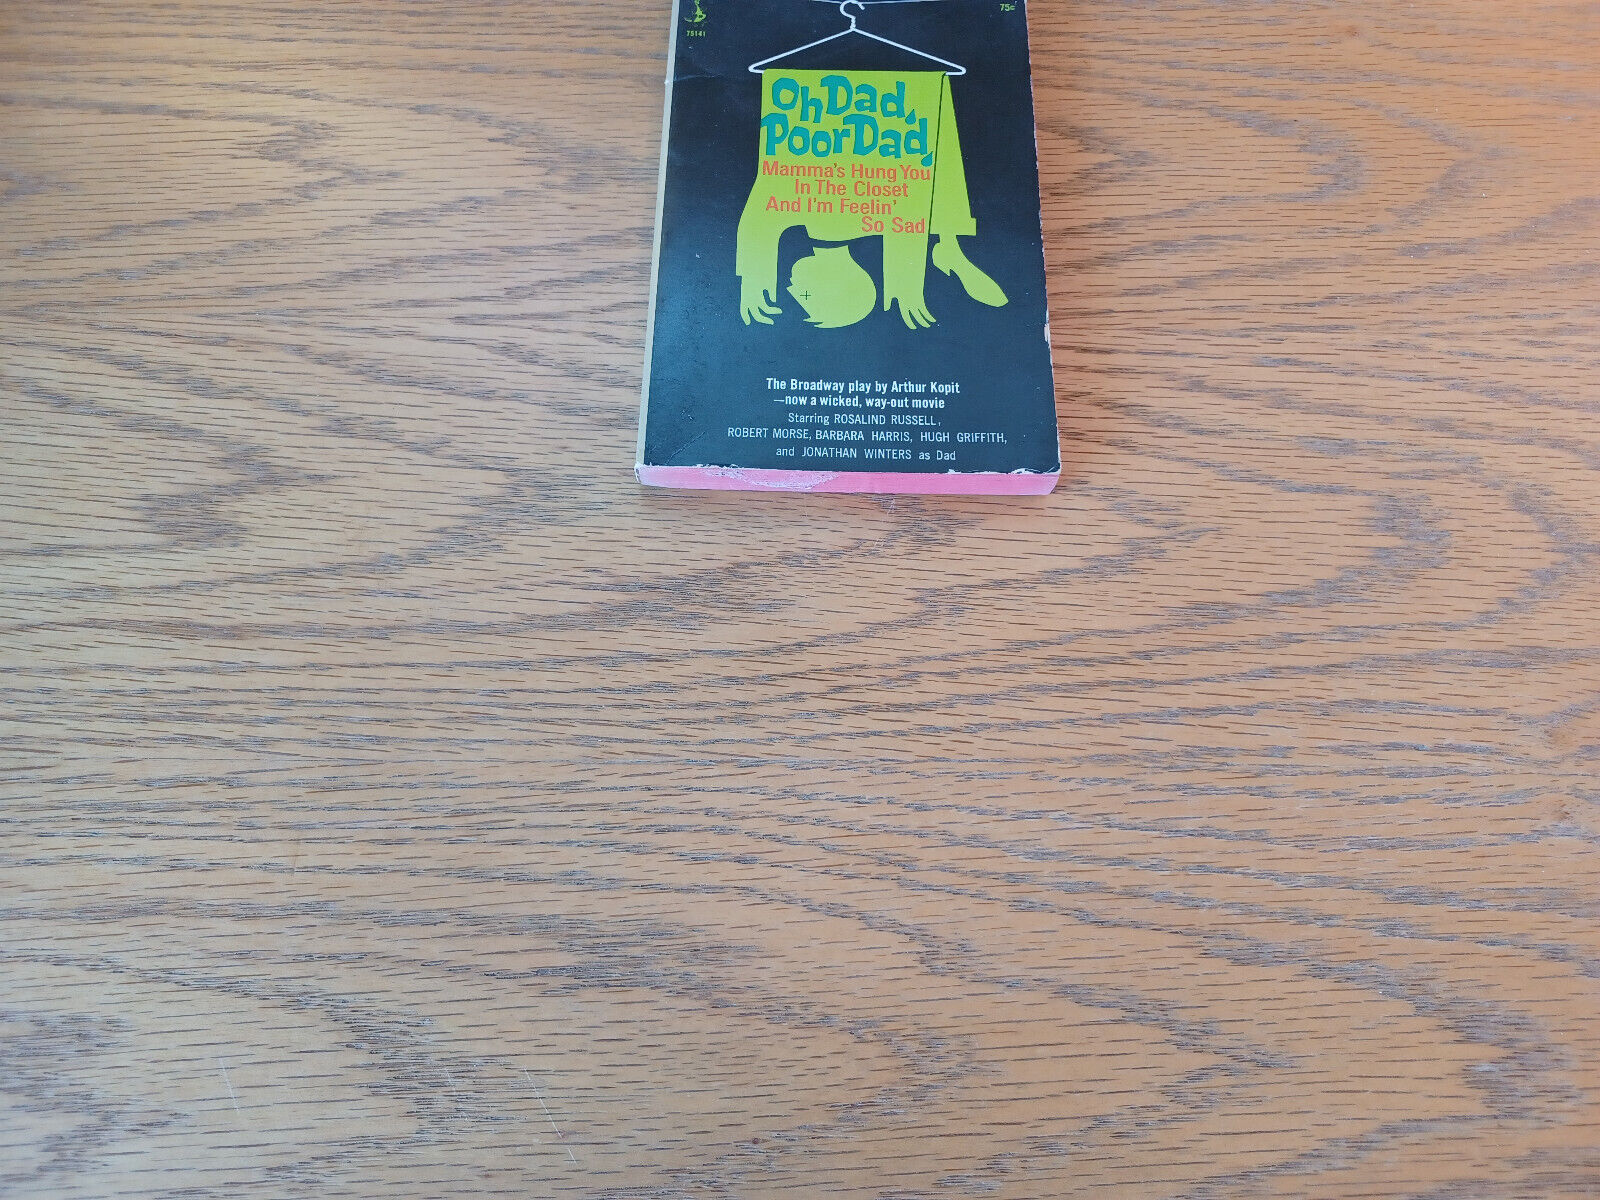 75141
75¢
Oh Dad,
Poor Dad,
Mamma's Hung You
In The Closet
And I'm Feelin'
So Sad
The Broadway play by Arthur Kopit
—now a wicked, way-out movie
Starring ROSALIND RUSSELL,
ROBERT MORSE, BARBARA HARRIS, HUGH GRIFFITH,
and JONATHAN WINTERS as Dad